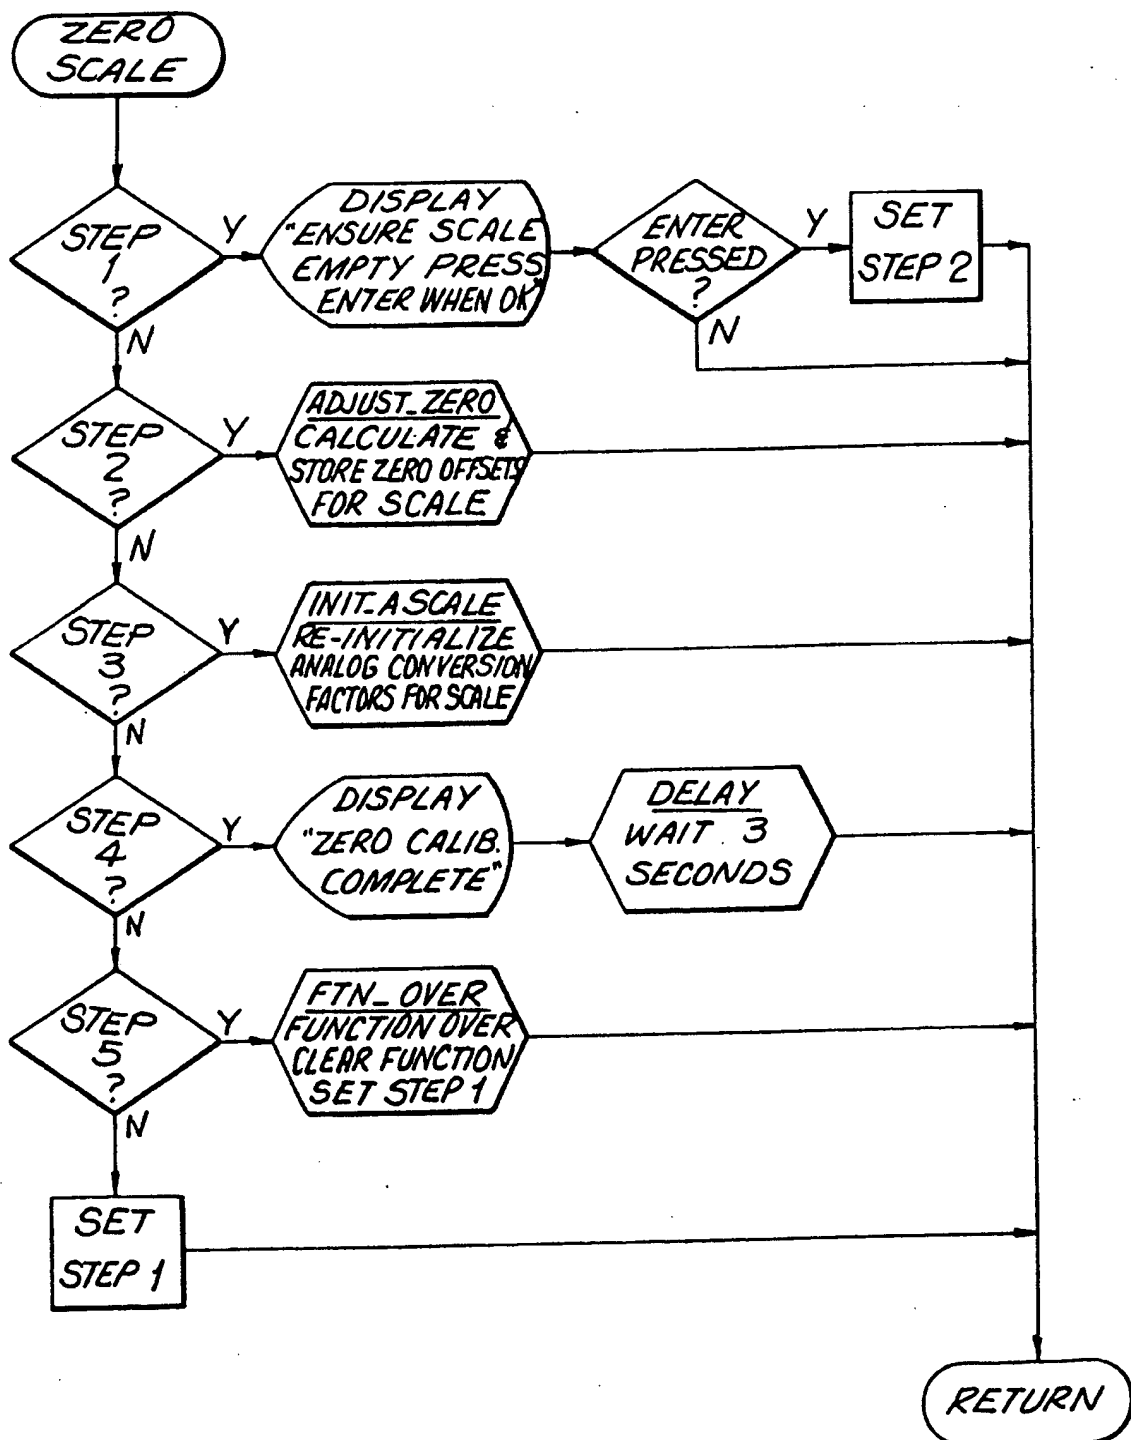 ZERO
SCALE
STEP
1
?
Y
DISPLAY
"ENSURE SCALE
EMPTY PRESS
ENTER WHEN OK"
ENTER
PRESSED
?
Y
SET
STEP 2
N
N
STEP
2
?
Y
ADJUST_ZERO
CALCULATE &
STORE ZERO OFFSETS
FOR SCALE
N
STEP
3
?
Y
INIT_ASCALE
RE-INITIALIZE
ANALOG CONVERSION
FACTORS FOR SCALE
N
STEP
4
?
Y
DISPLAY
"ZERO CALIB.
COMPLETE"
DELAY
WAIT 3
SECONDS
N
STEP
5
?
Y
FTN_OVER
FUNCTION OVER
CLEAR FUNCTION
SET STEP 1
N
SET
STEP 1
RETURN